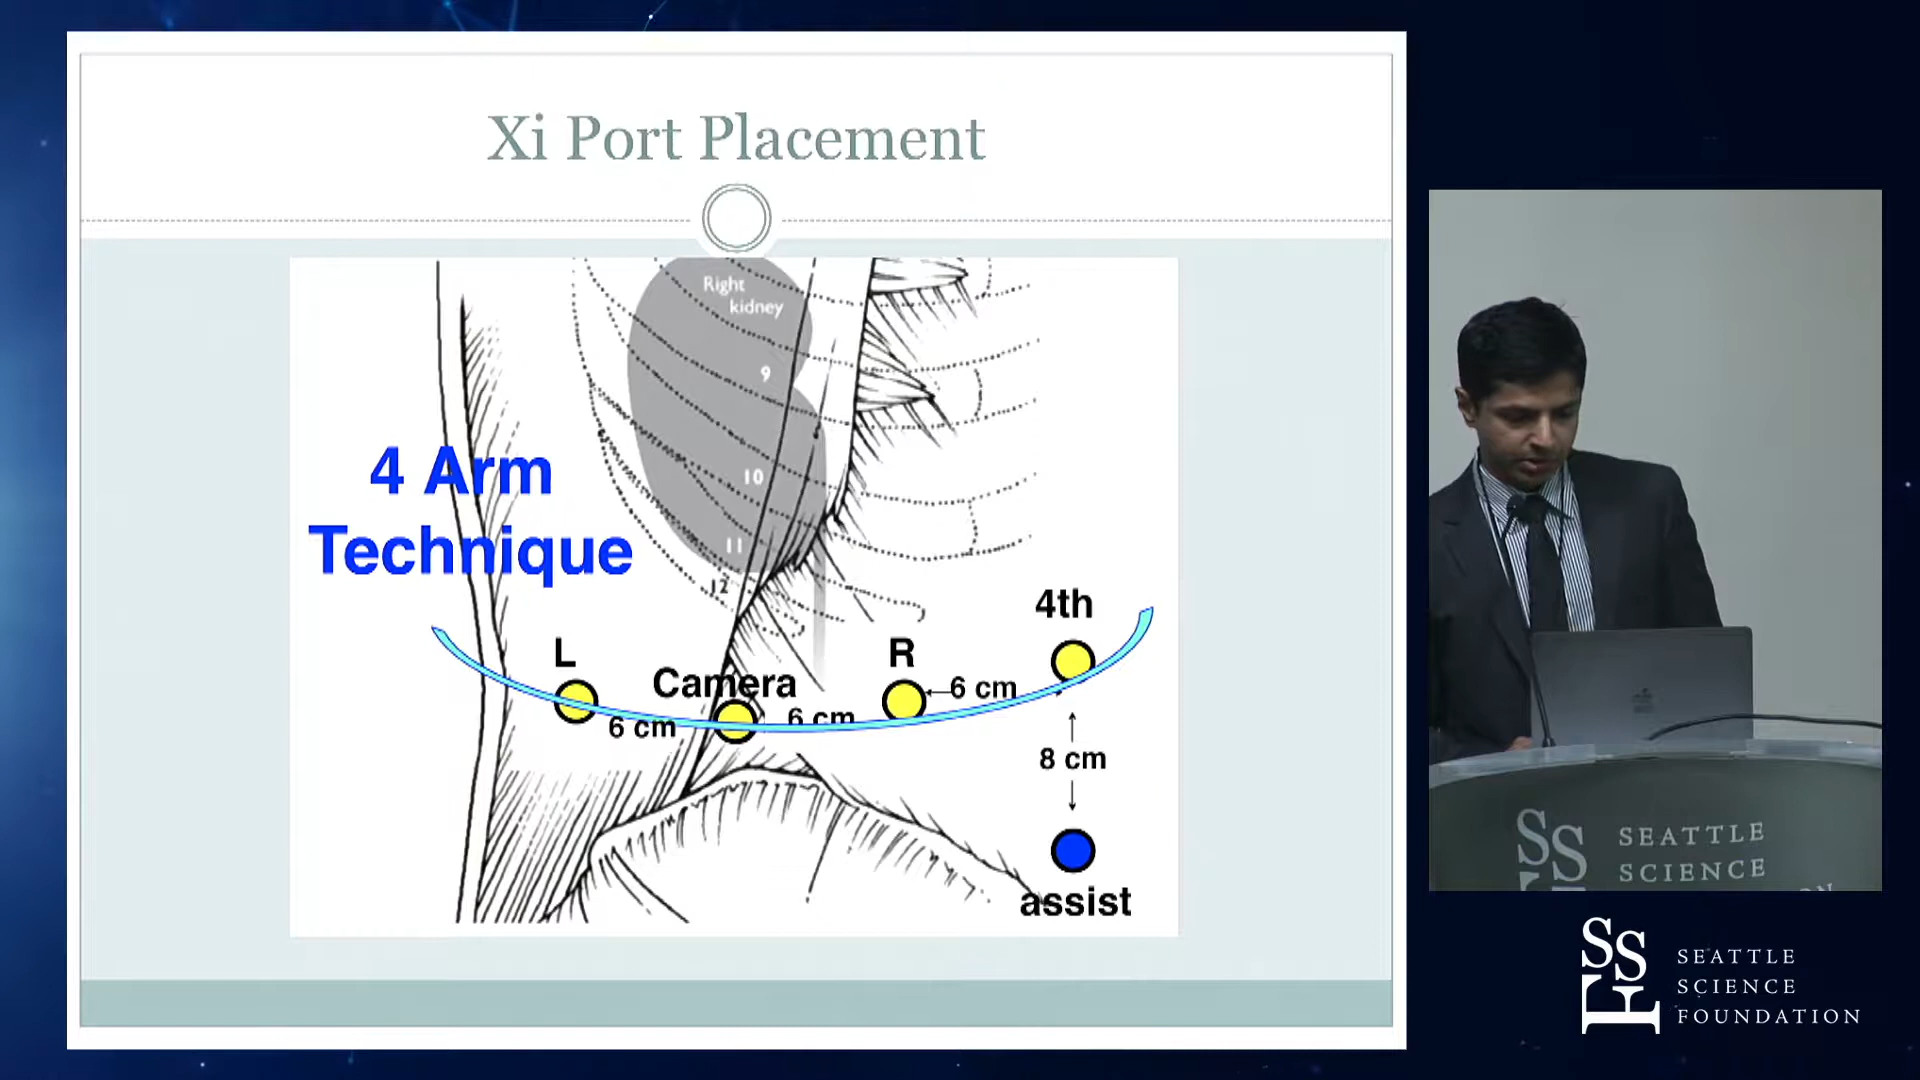 Xi Port Placement
Right
kidney
9
10
11
12
4 Arm
Technique
L
Camera
R
4th
6 cm
6 cm
6 cm
8 cm
assist
SEATTLE
SCIENCE
SEATTLE
SCIENCE
FOUNDATION